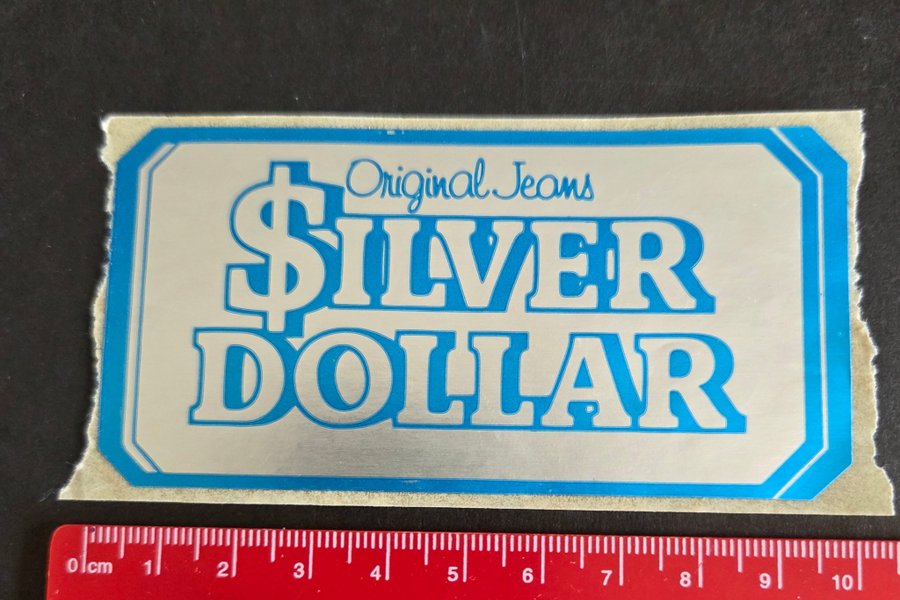 Original Jeans
$ILVER
DOLLAR
0 cm 1 2 3 4 5 6 7 8 9 10